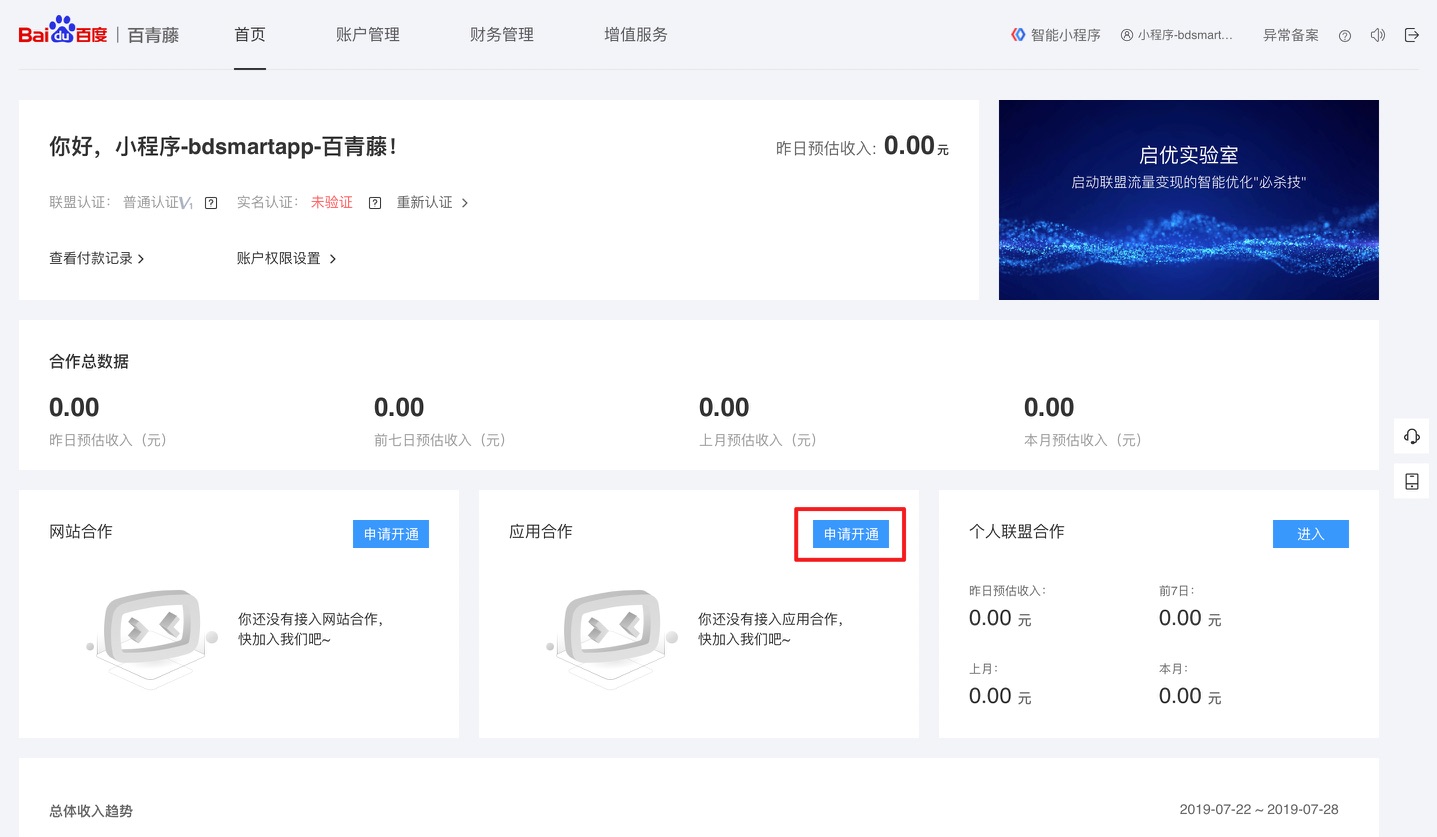 Bai du 百度 | 百青藤
首页 账户管理 财务管理 增值服务
智能小程序 小程序-bdsmart... 异常备案
你好，小程序-bdsmartapp-百青藤！
昨日预估收入: 0.00元
联盟认证: 普通认证V1 ? 实名认证: 未验证 ? 重新认证 >
查看付款记录 > 账户权限设置 >
启优实验室
启动联盟流量变现的智能优化"必杀技"
合作总数据
0.00 0.00 0.00 0.00
昨日预估收入（元） 前七日预估收入（元） 上月预估收入（元） 本月预估收入（元）
网站合作 申请开通
你还没有接入网站合作，
快加入我们吧~
应用合作 申请开通
你还没有接入应用合作，
快加入我们吧~
个人联盟合作 进入
昨日预估收入: 前7日:
0.00 元 0.00 元
上月: 本月:
0.00 元 0.00 元
总体收入趋势 2019-07-22 ~ 2019-07-28